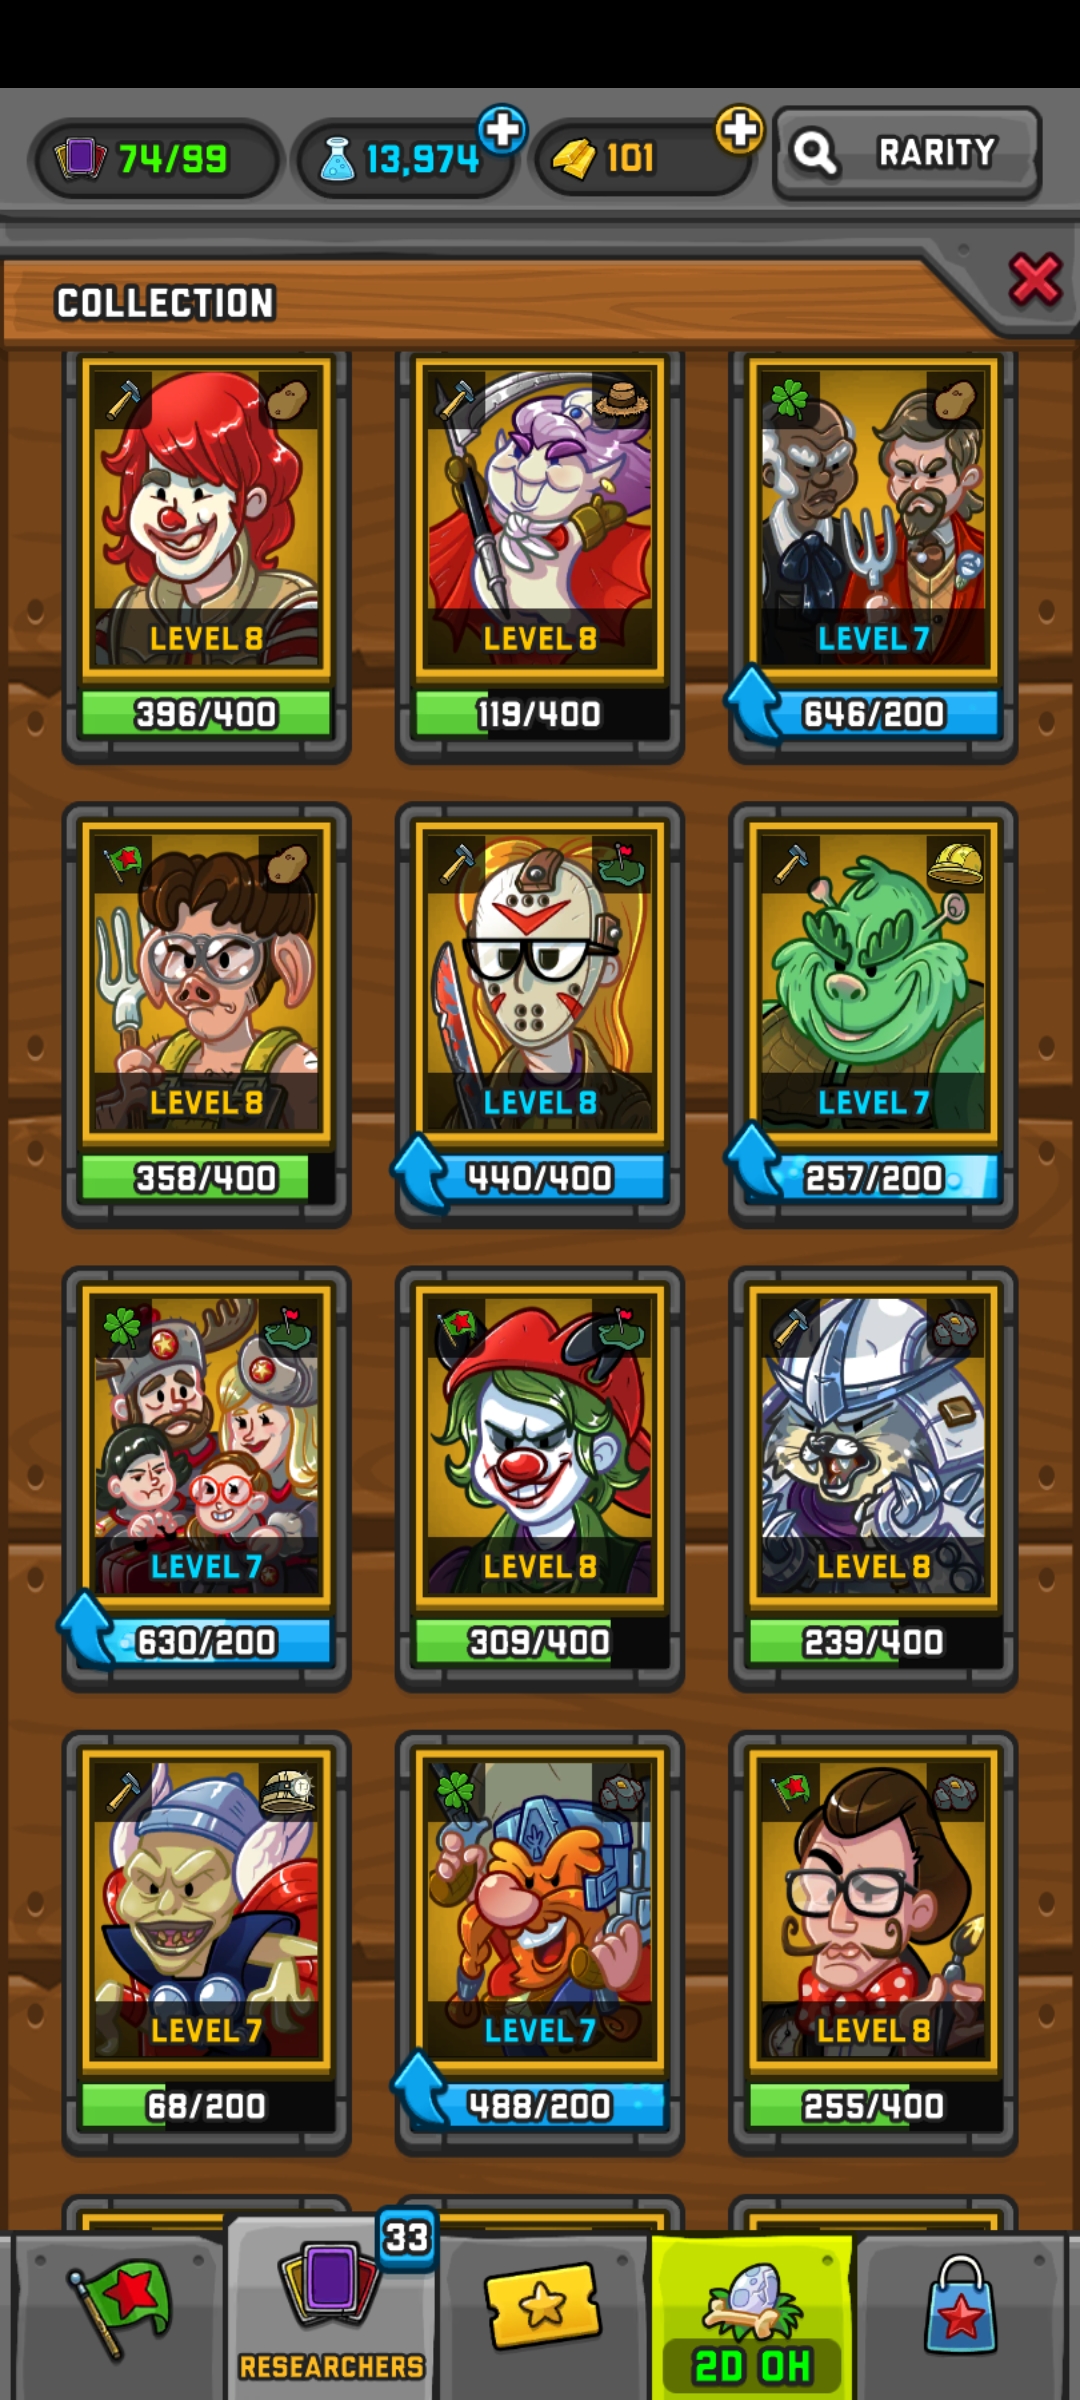 74/99
13,974
101
RARITY
COLLECTION
LEVEL 8
LEVEL 8
LEVEL 7
396/400
119/400
646/200
LEVEL 8
LEVEL 8
LEVEL 7
358/400
440/400
257/200
LEVEL 7
LEVEL 8
LEVEL 8
630/200
309/400
239/400
LEVEL 7
LEVEL 7
LEVEL 8
68/200
488/200
255/400
33
RESEARCHERS
2D 0H